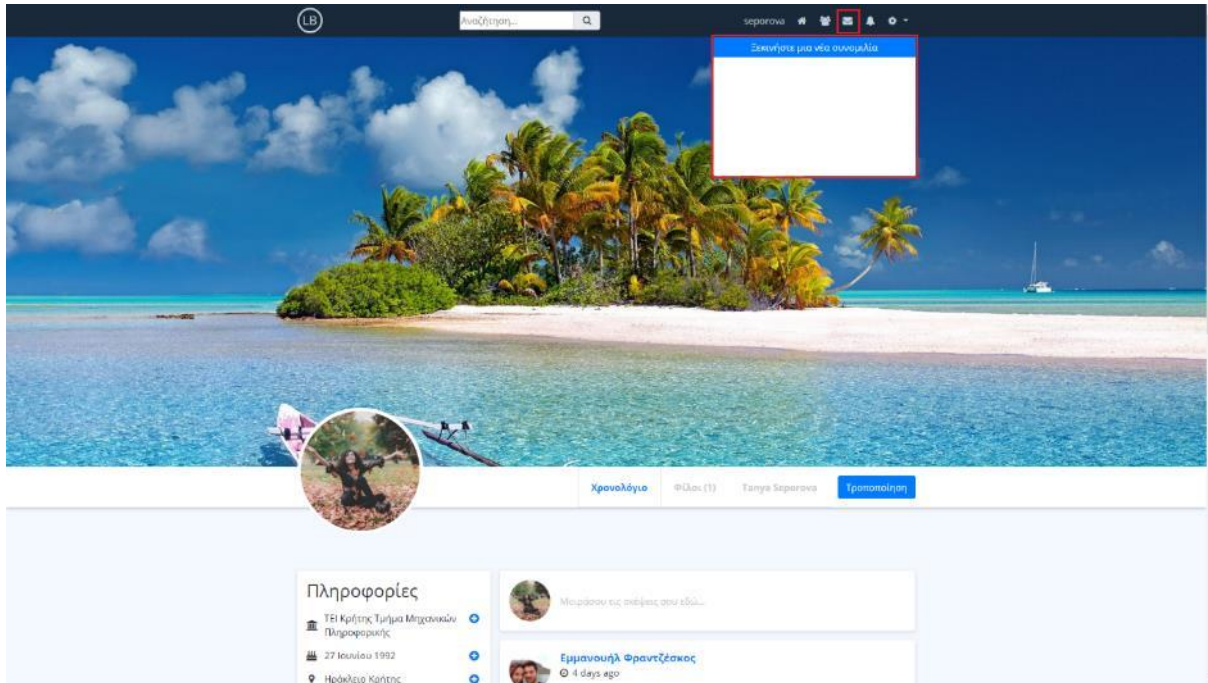 LB
Αναζήτηση...
seporova
Ξεκινήστε μια νέα συνομιλία
Χρονολόγιο
Φίλοι (1)
Tanya Seporova
Τροποποίηση
Πληροφορίες
ΤΕΙ Κρήτης Τμήμα Μηχανικών
Πληροφορικής
27 Ιουνίου 1992
Ηράκλειο Κρήτης
Μοιράσου τις σκέψεις σου εδώ...
Εμμανουήλ Φραντζέσκος
4 days ago